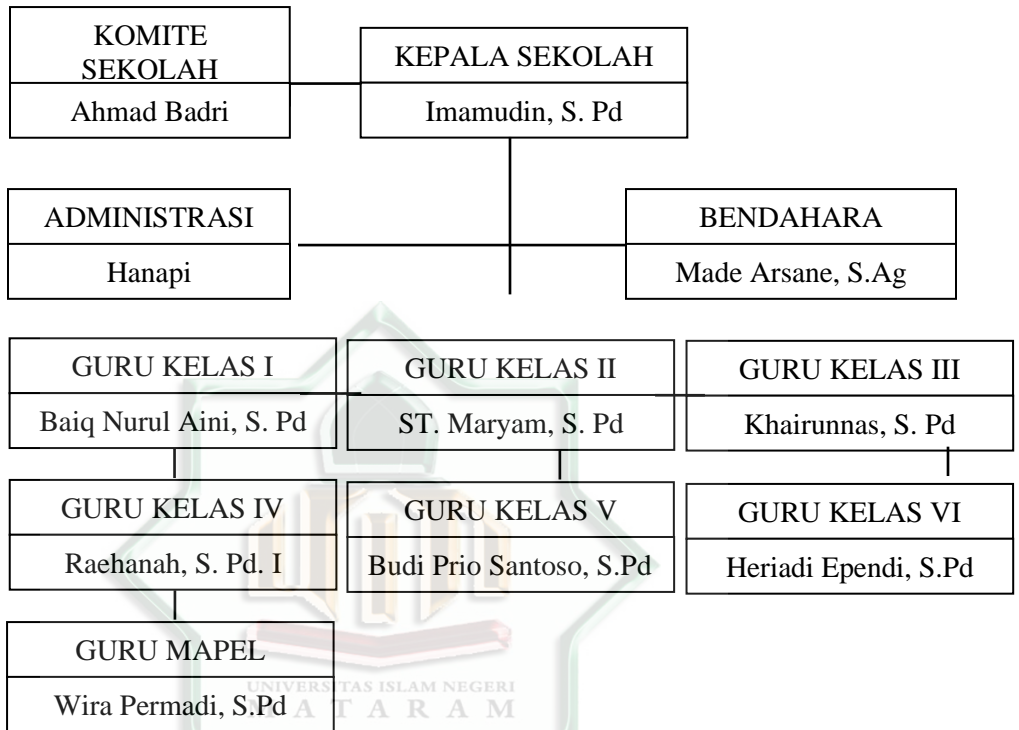 KOMITE
SEKOLAH
Ahmad Badri
KEPALA SEKOLAH
Imamudin, S. Pd
ADMINISTRASI
Hanapi
BENDAHARA
Made Arsane, S.Ag
GURU KELAS I
Baiq Nurul Aini, S. Pd
GURU KELAS II
ST. Maryam, S. Pd
GURU KELAS III
Khairunnas, S. Pd
GURU KELAS IV
Raehanah, S. Pd. I
GURU KELAS V
Budi Prio Santoso, S.Pd
GURU KELAS VI
Heriadi Ependi, S.Pd
GURU MAPEL
Wira Permadi, S.Pd
UNIVERSITAS ISLAM NEGERI
MATARAM